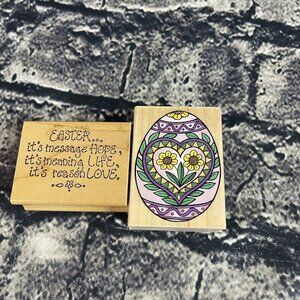 EASTER...
it's message HOPE,
it's meaning LIFE,
it's reason LOVE.